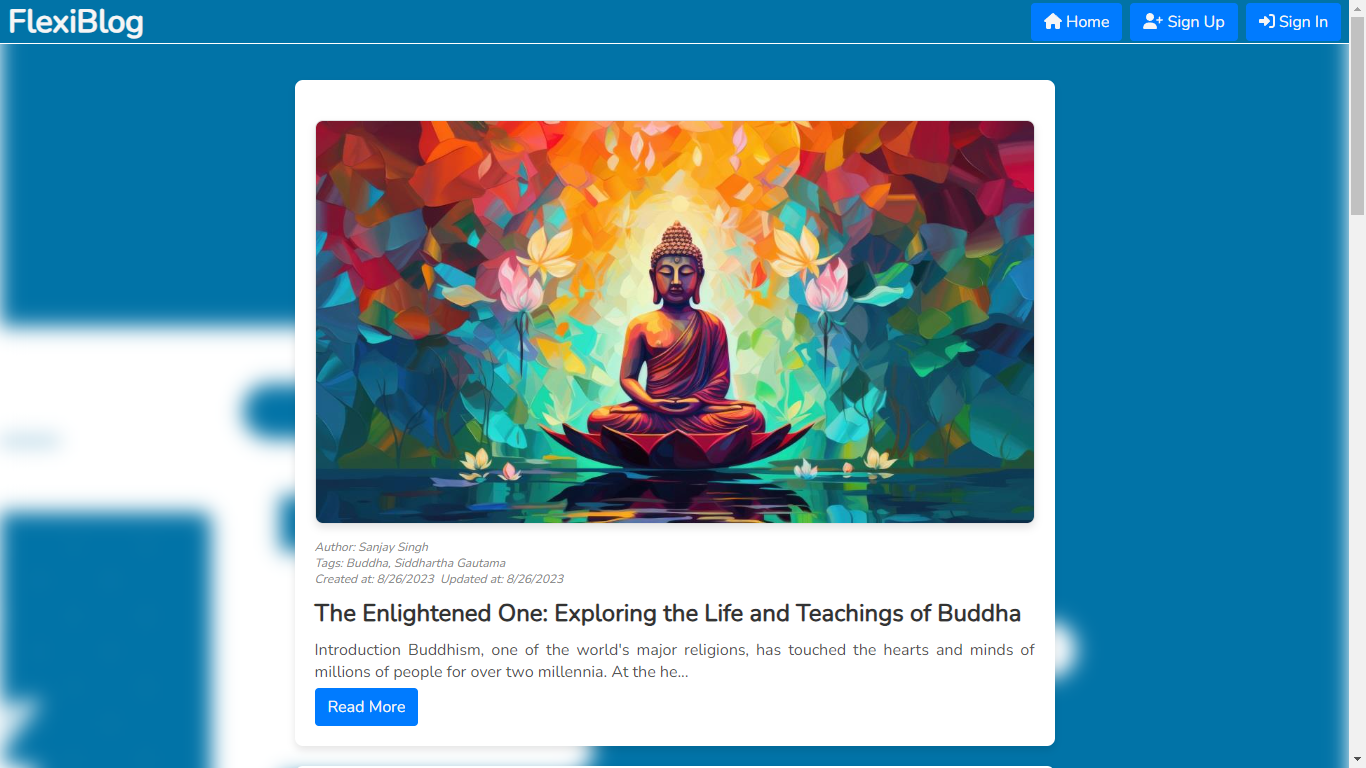 FlexiBlog
Home
Sign Up
Sign In
Author: Sanjay Singh
Tags: Buddha, Siddhartha Gautama
Created at: 8/26/2023 Updated at: 8/26/2023
The Enlightened One: Exploring the Life and Teachings of Buddha
Introduction Buddhism, one of the world's major religions, has touched the hearts and minds of
millions of people for over two millennia. At the he...
Read More